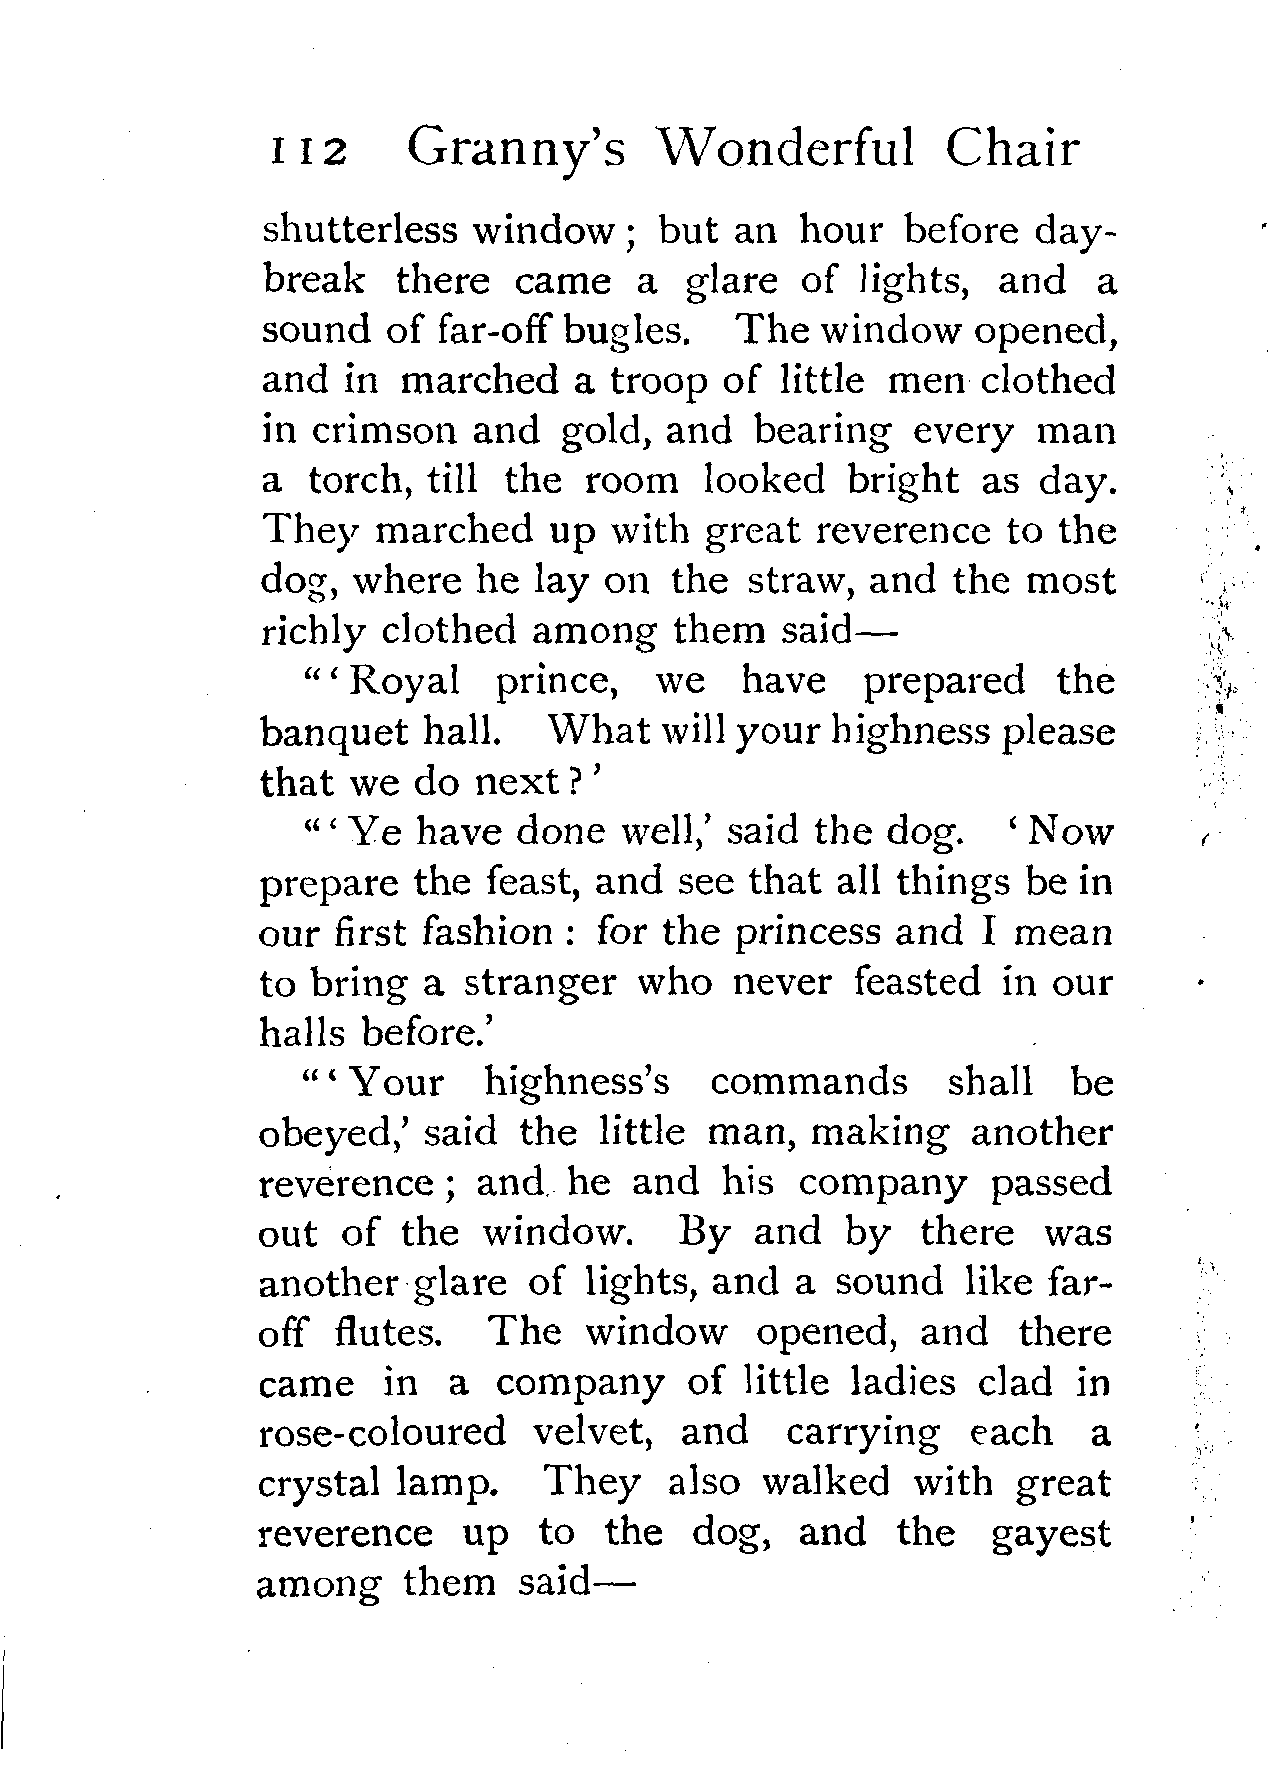 112 Granny's Wonderful Chair
shutterless window; but an hour before day-
break there came a glare of lights, and a
sound of far-off bugles. The window opened,
and in marched a troop of little men clothed
in crimson and gold, and bearing every man
a torch, till the room looked bright as day.
They marched up with great reverence to the
dog, where he lay on the straw, and the most
richly clothed among them said—
"'Royal prince, we have prepared the
banquet hall. What will your highness please
that we do next?'
"'Ye have done well,' said the dog. 'Now
prepare the feast, and see that all things be in
our first fashion: for the princess and I mean
to bring a stranger who never feasted in our
halls before.'
"'Your highness's commands shall be
obeyed,' said the little man, making another
reverence; and he and his company passed
out of the window. By and by there was
another glare of lights, and a sound like far-
off flutes. The window opened, and there
came in a company of little ladies clad in
rose-coloured velvet, and carrying each a
crystal lamp. They also walked with great
reverence up to the dog, and the gayest
among them said—